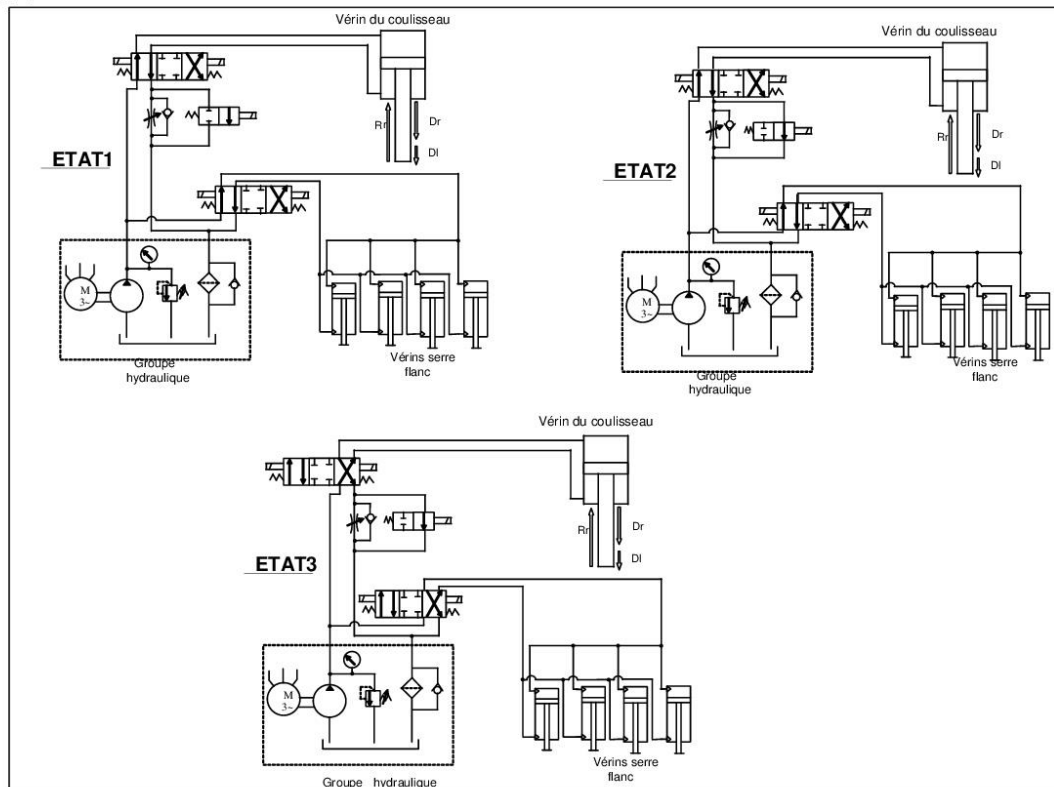 Vérin du coulisseau
Rr
Dr
Dl
ETAT1
M
3~
Groupe
hydraulique
Vérins serre
flanc
Vérin du coulisseau
Rr
Dr
Dl
ETAT2
M
3~
Groupe
hydraulique
Vérins serre
flanc
Vérin du coulisseau
Rr
Dr
Dl
ETAT3
M
3~
Groupe hydraulique
Vérins serre
flanc